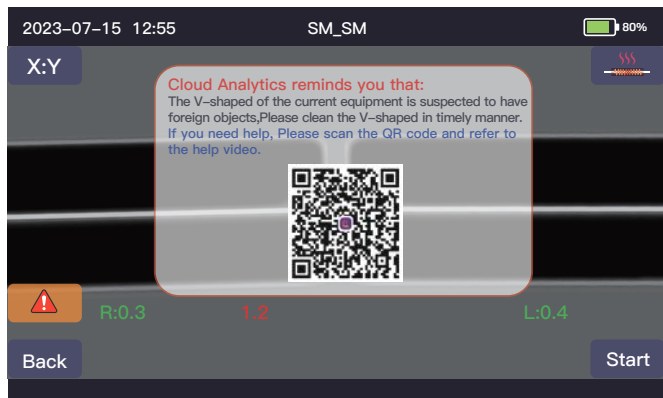 2023-07-15 12:55 SM_SM 80%
X:Y
Cloud Analytics reminds you that:
The V-shaped of the current equipment is suspected to have
foreign objects,Please clean the V-shaped in timely manner.
If you need help, Please scan the QR code and refer to
the help video.
R:0.3 1.2 L:0.4
Back Start